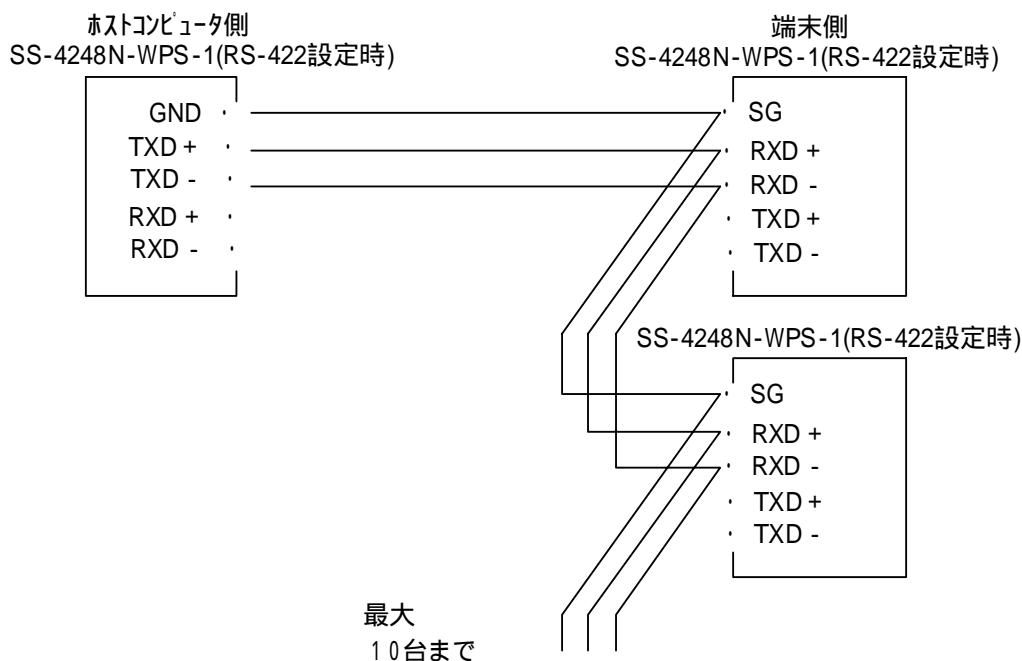 ﾎｽﾄｺﾝﾋﾟｭｰﾀ側
SS-4248N-WPS-1(RS-422設定時)
GND
TXD +
TXD -
RXD +
RXD -
端末側
SS-4248N-WPS-1(RS-422設定時)
SG
RXD +
RXD -
TXD +
TXD -
SS-4248N-WPS-1(RS-422設定時)
SG
RXD +
RXD -
TXD +
TXD -
最大
１０台まで